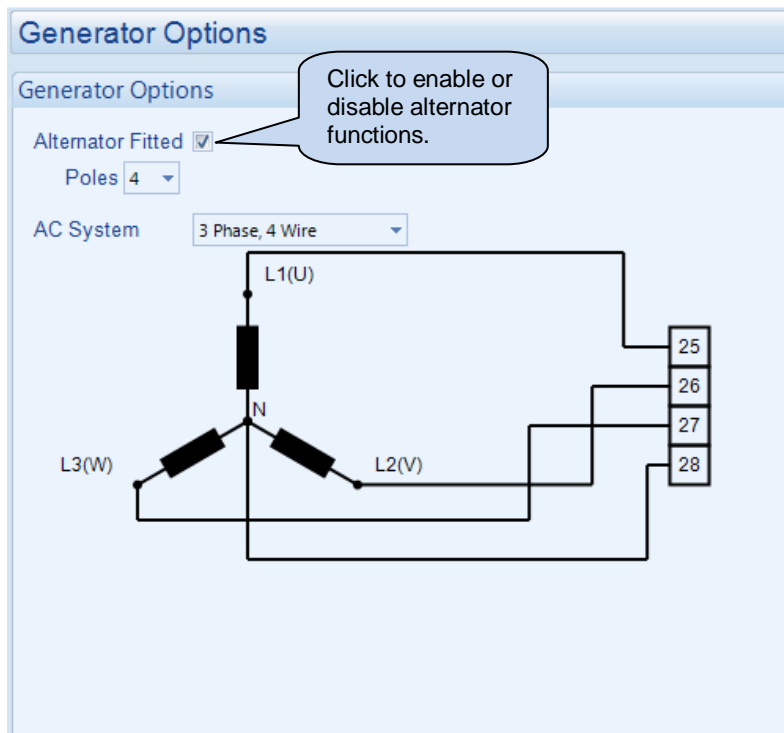 Generator Options
Generator Options
Click to enable or
disable alternator
functions.
Alternator Fitted
Poles 4
AC System 3 Phase, 4 Wire
L1(U)
25
26
27
28
N
L3(W)
L2(V)